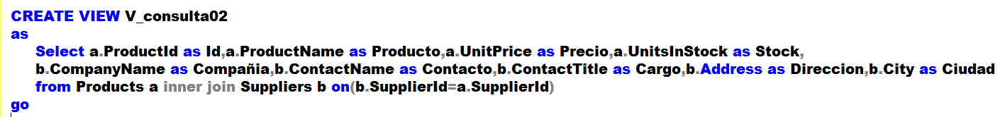 CREATE VIEW V_consulta02
as
Select a.ProductId as Id,a.ProductName as Producto,a.UnitPrice as Precio,a.UnitsInStock as Stock,
b.CompanyName as Compañia,b.ContactName as Contacto,b.ContactTitle as Cargo,b.Address as Direccion,b.City as Ciudad
from Products a inner join Suppliers b on(b.SupplierId=a.SupplierId)
go